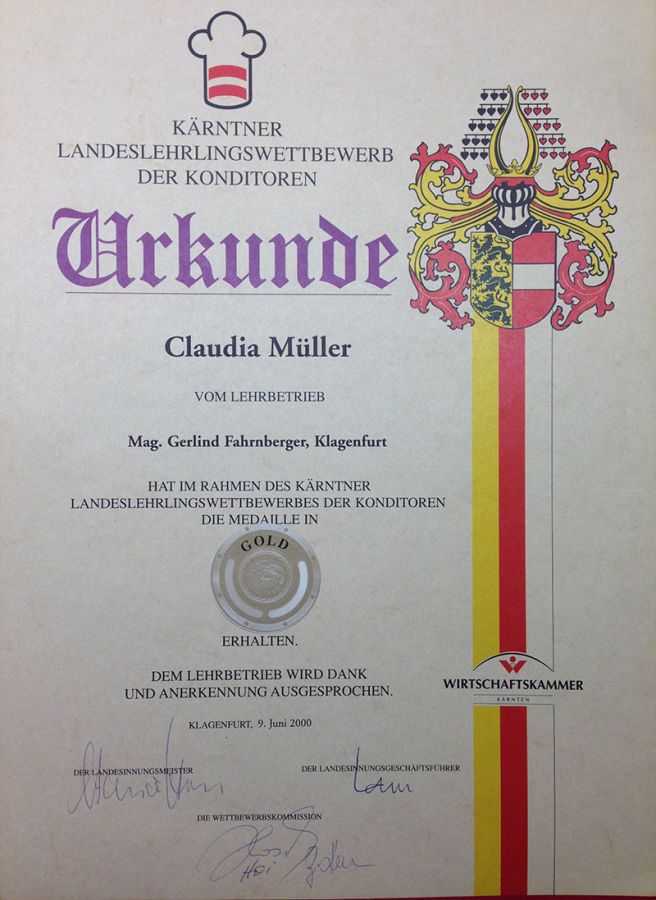 KÄRNTNER
LANDESLEHRLINGSWETTBEWERB
DER KONDITOREN
Urkunde
Claudia Müller
VOM LEHRBETRIEB
Mag. Gerlind Fahrnberger, Klagenfurt
HAT IM RAHMEN DES KÄRNTNER
LANDESLEHRLINGSWETTBEWERBES DER KONDITOREN
DIE MEDAILLE IN
GOLD
ERHALTEN.
DEM LEHRBETRIEB WIRD DANK
UND ANERKENNUNG AUSGESPROCHEN.
WIRTSCHAFTSKAMMER
KÄRNTEN
KLAGENFURT, 9. Juni 2000
DER LANDESINNUNGSMEISTER
DER LANDESINNUNGSGESCHÄFTSFÜHRER
DIE WETTBEWERBSKOMMISSION